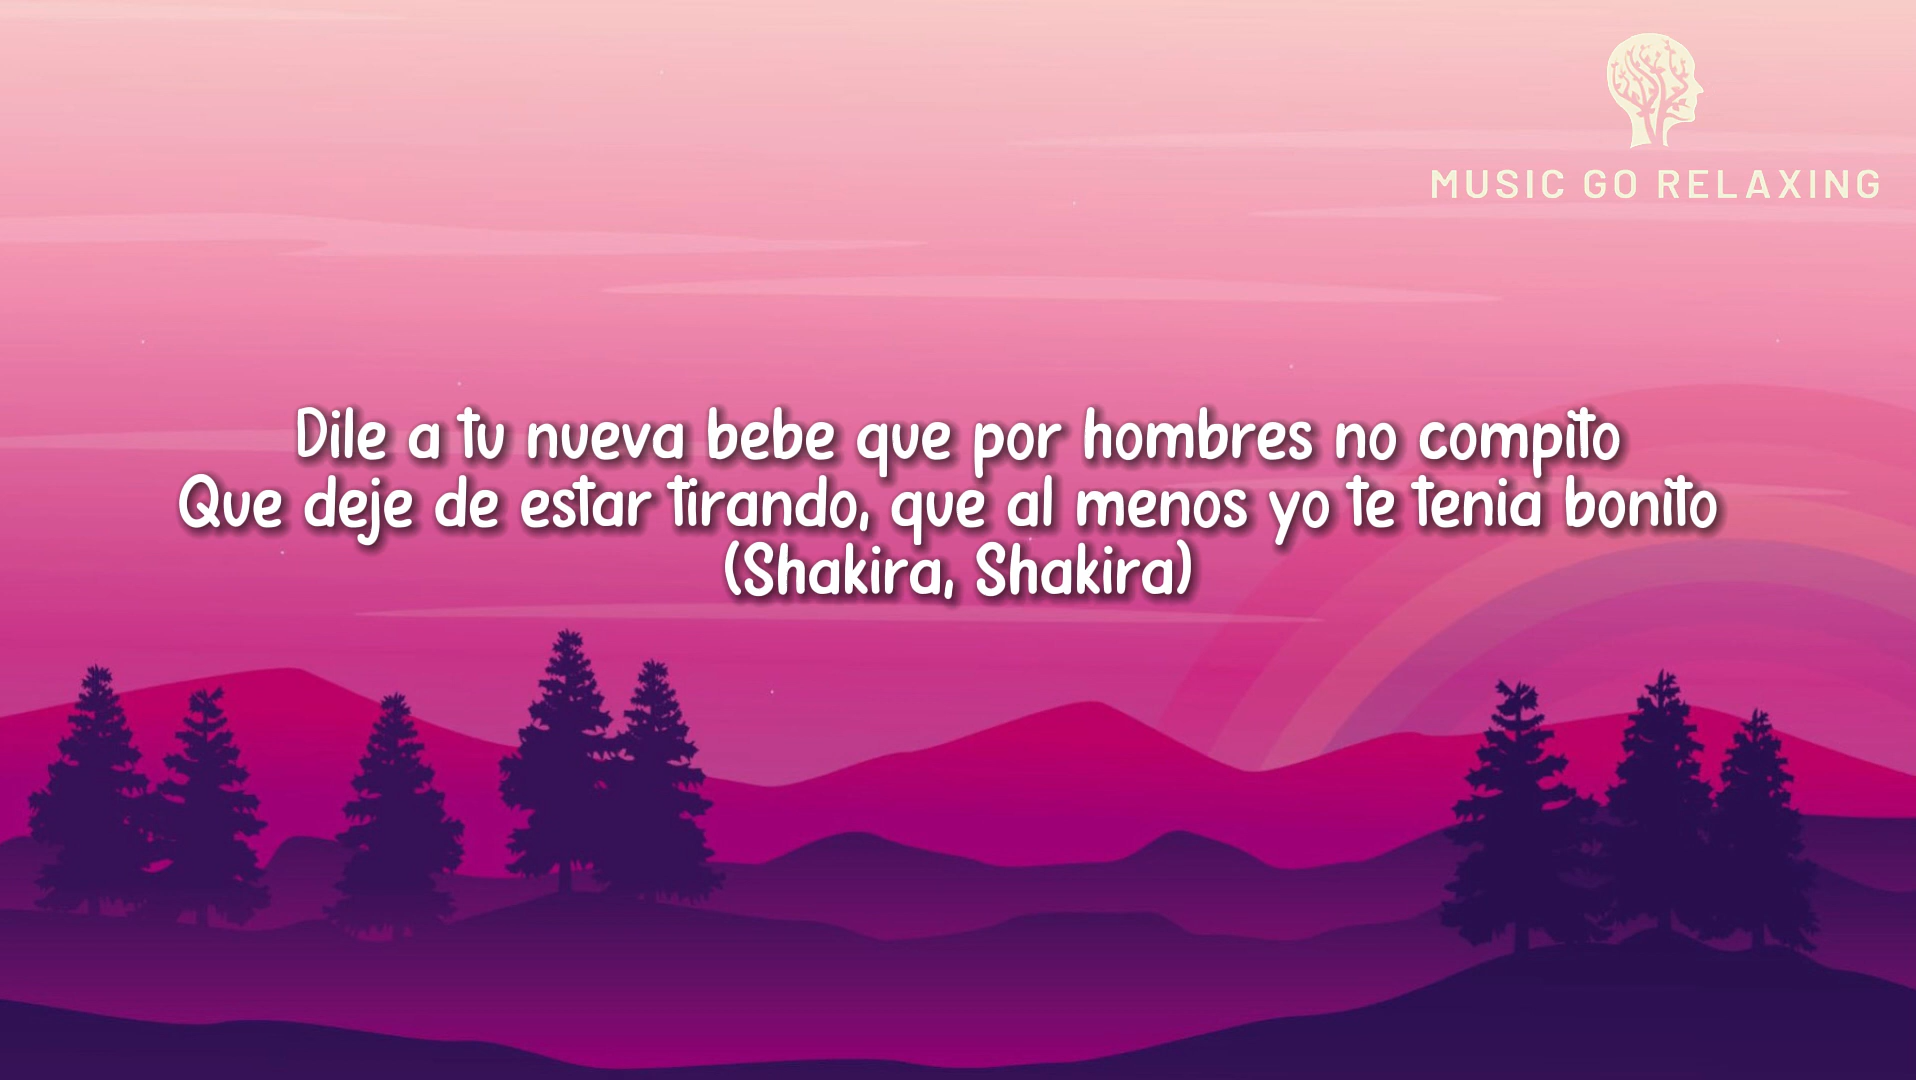 MUSIC GO RELAXING
Dile a tu nueva bebe que por hombres no compito
Que deje de estar tirando, que al menos yo te tenia bonito
(Shakira, Shakira)